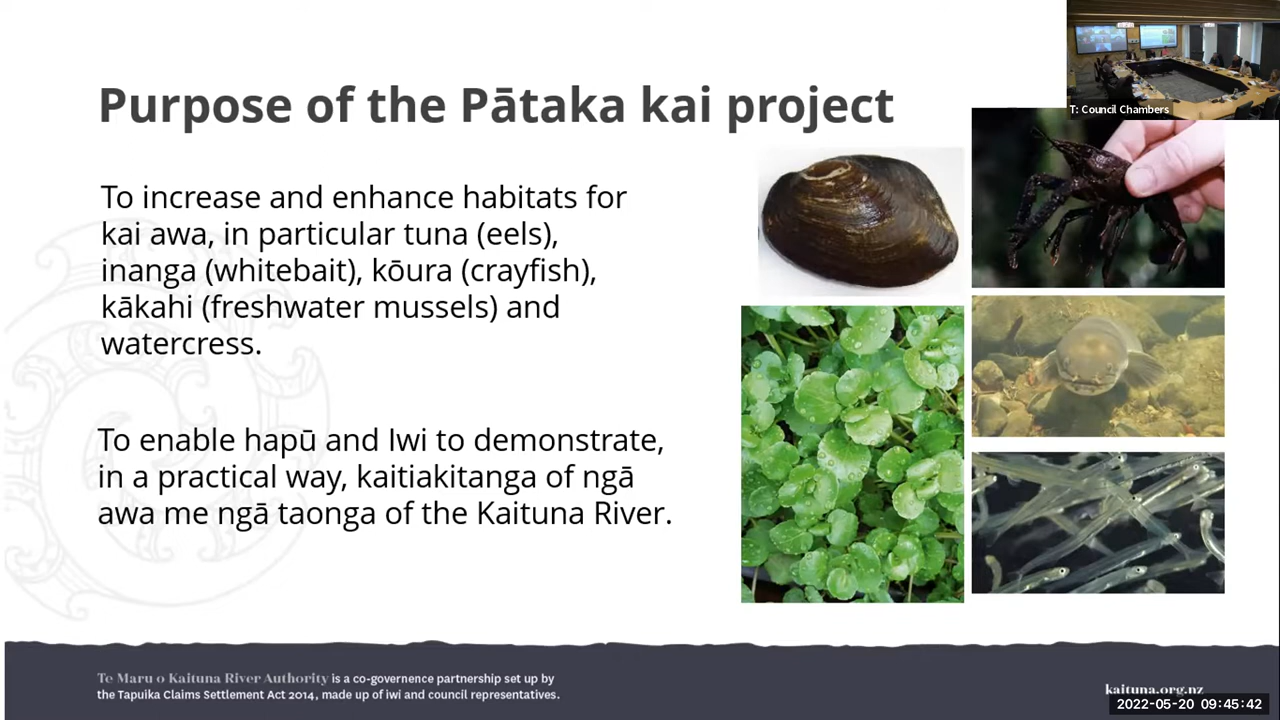 Purpose of the Pātaka kai project
T: Council Chambers
To increase and enhance habitats for
kai awa, in particular tuna (eels),
inanga (whitebait), kōura (crayfish),
kākahi (freshwater mussels) and
watercress.
To enable hapū and Iwi to demonstrate,
in a practical way, kaitiakitanga of ngā
awa me ngā taonga of the Kaituna River.
Te Maru o Kaituna River Authority is a co-governence partnership set up by
the Tapuika Claims Settlement Act 2014, made up of iwi and council representatives.
kaituna.org.nz
2022-05-20 09:45:42